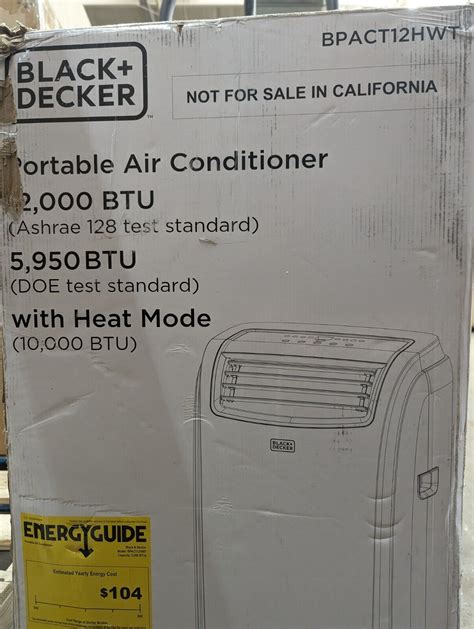 BPACT12HWT
BLACK+
DECKER
NOT FOR SALE IN CALIFORNIA
ortable Air Conditioner
2,000 BTU
(Ashrae 128 test standard)
5,950 BTU
(DOE test standard)
with Heat Mode
(10,000 BTU)
BLACK+
DECKER
ENERGYGUIDE
Estimated Yearly Energy Cost
$104